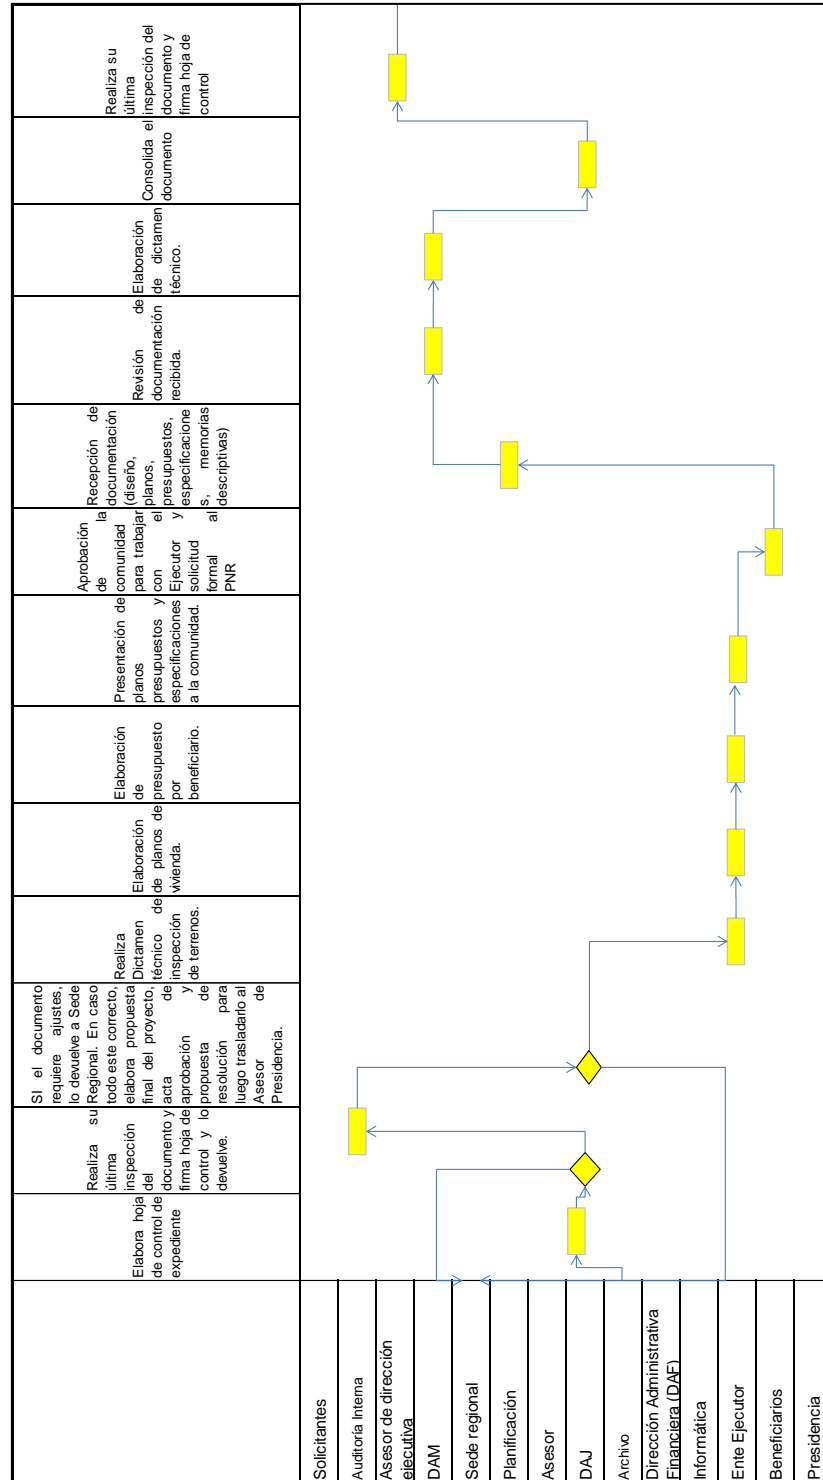 Elabora hoja
de control de
expediente
Realiza su
última
inspección
del
documento y
firma hoja de
control y lo
devuelve.
SI el documento
requiere ajustes,
lo devuelve a Sede
Regional. En caso
todo este correcto,
elabora propuesta
final del proyecto,
acta de
aprobación y
propuesta de
resolución para
luego trasladarlo al
Asesor de
Presidencia.
Realiza
Dictamen
técnico de
inspección
de terrenos.
Elaboración
de planos de
vivienda.
Elaboración
de
presupuesto
por
beneficiario.
Presentación de
planos
presupuestos y
especificaciones
a la comunidad.
Aprobación
de la
comunidad
para trabajar
con el
Ejecutor y
solicitud
formal al
PNR
Recepción de
documentación
(diseño,
planos,
presupuestos,
especificacione
s, memorias
descriptivas)
Revisión de
documentación
recibida.
Elaboración
de dictamen
técnico.
Consolida el
documento
Realiza su
última
inspección del
documento y
firma hoja de
control
Solicitantes
Auditoría Interna
Asesor de dirección
ejecutiva
DAM
Sede regional
Planificación
Asesor
DAJ
Archivo
Dirección Administrativa
Financiera (DAF)
Informática
Ente Ejecutor
Beneficiarios
Presidencia